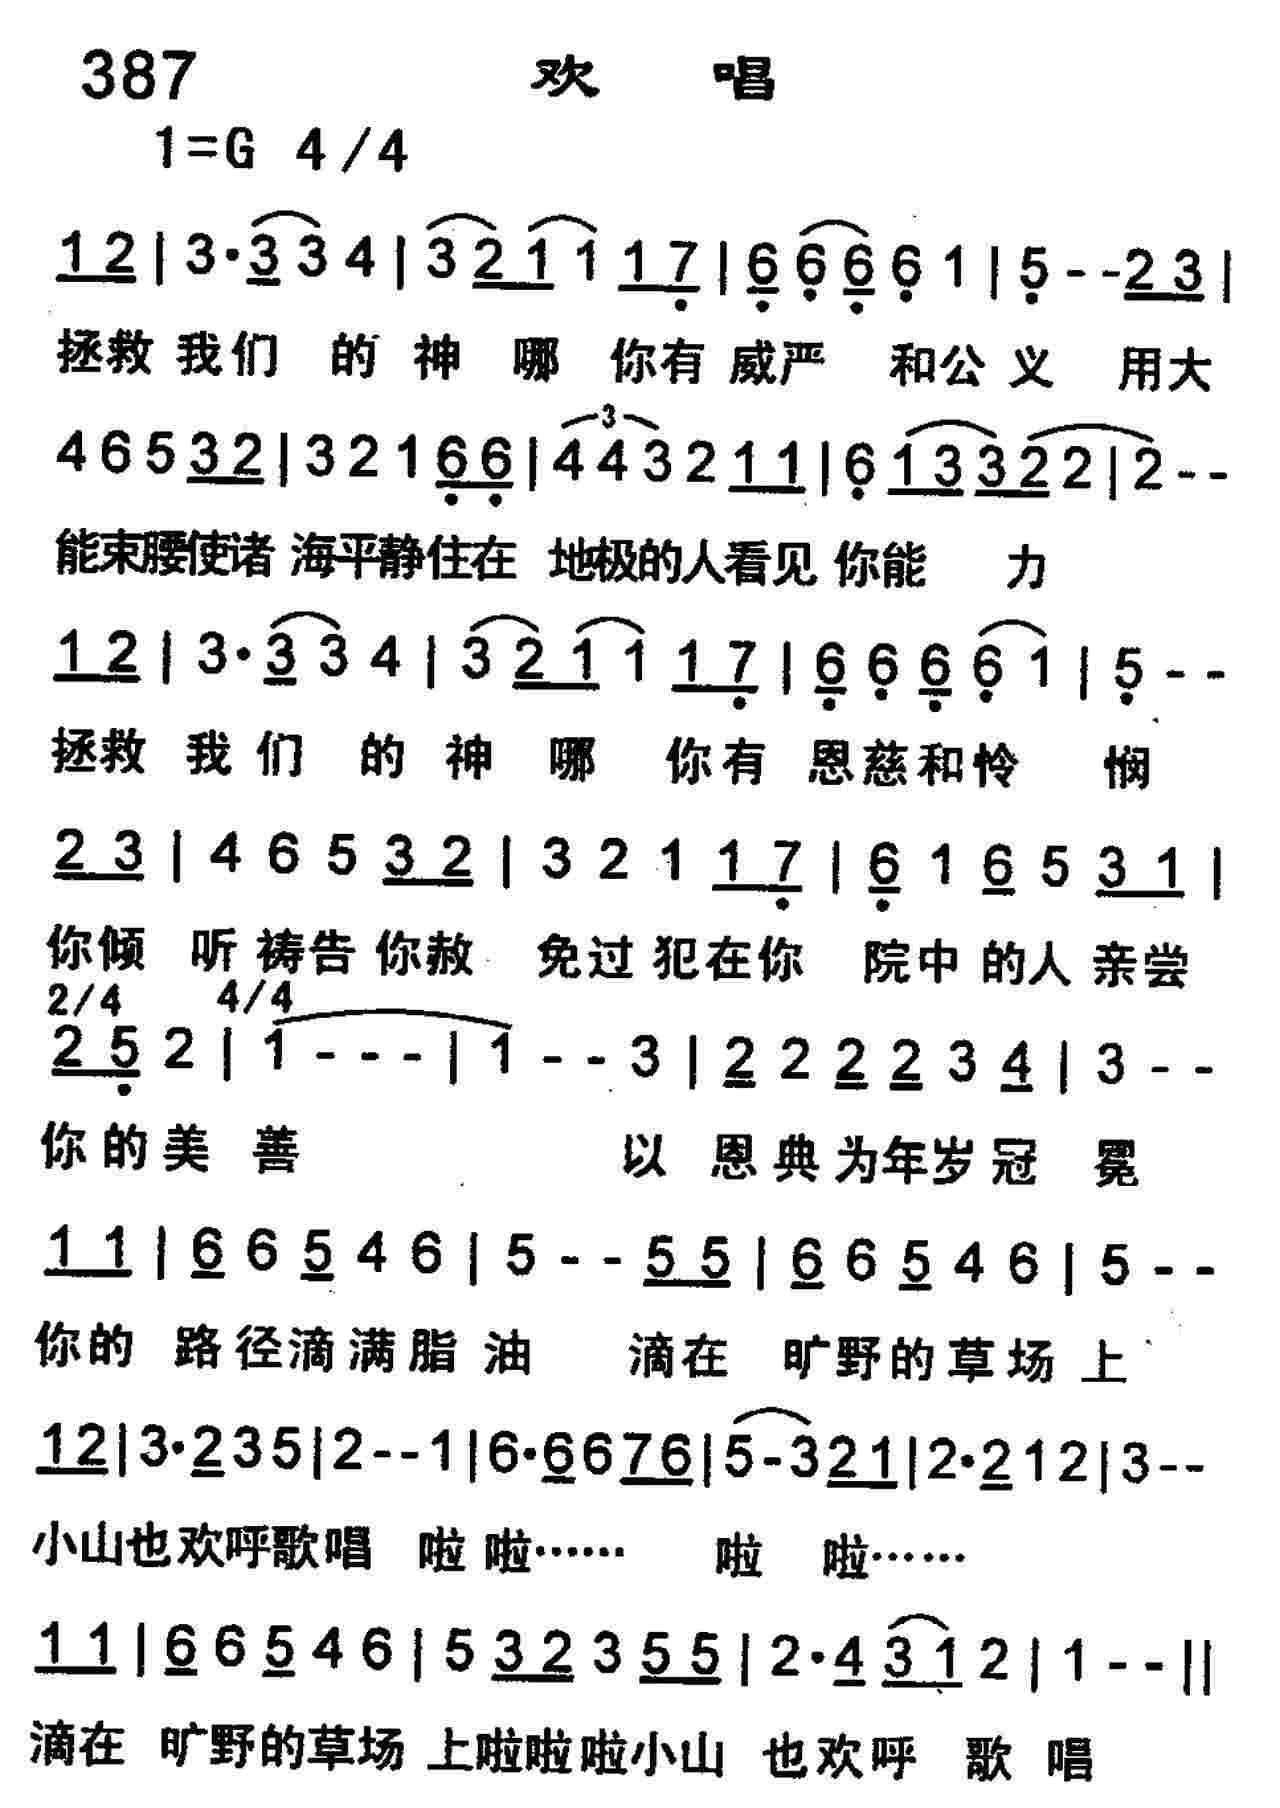 387 欢 唱
1=G 4/4
12|3·334|321117|66661|5--23|
拯救 我们 的 神 哪 你有 威严 和公 义 用大
46532|32166|3
443211|6133222|2--
能束腰使诸 海平静住在 地极的人看见 你能 力
12|3·334|321117|66661|5--
拯救 我们 的 神 哪 你有 恩慈和怜 悯
23|46532|32117|616531|
你倾 听祷告你赦 免过犯在你 院中的人亲尝
2/4 4/4
252|1---|1--3|222234|3--
你的美 善 以 恩典为年岁冠 冕
11|66546|5--55|66546|5--
你的 路径滴满脂 油 滴在 旷野的草场 上
12|3·235|2--1|6·6676|5-321|2·212|3--
小山也欢呼歌唱 啦 啦…… 啦 啦……
11|66546|532355|2·4312|1--||
滴在 旷野的草场 上啦啦啦小山 也欢呼 歌 唱